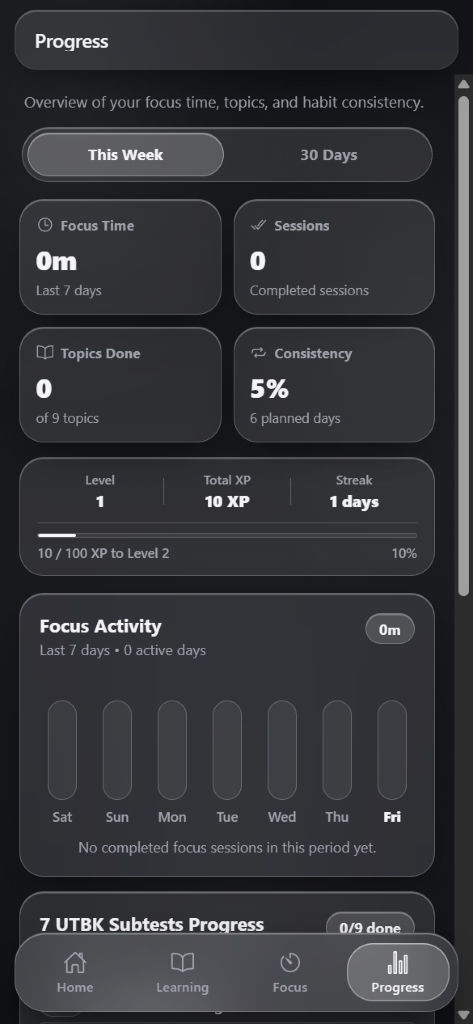 Progress
Overview of your focus time, topics, and habit consistency.
This Week
30 Days
Focus Time
0m
Last 7 days
Sessions
0
Completed sessions
Topics Done
0
of 9 topics
Consistency
5%
6 planned days
Level
1
Total XP
10 XP
Streak
1 days
10 / 100 XP to Level 2
10%
Focus Activity
0m
Last 7 days • 0 active days
Sat
Sun
Mon
Tue
Wed
Thu
Fri
No completed focus sessions in this period yet.
7 UTBK Subtests Progress
0/9 done
Home
Learning
Focus
Progress